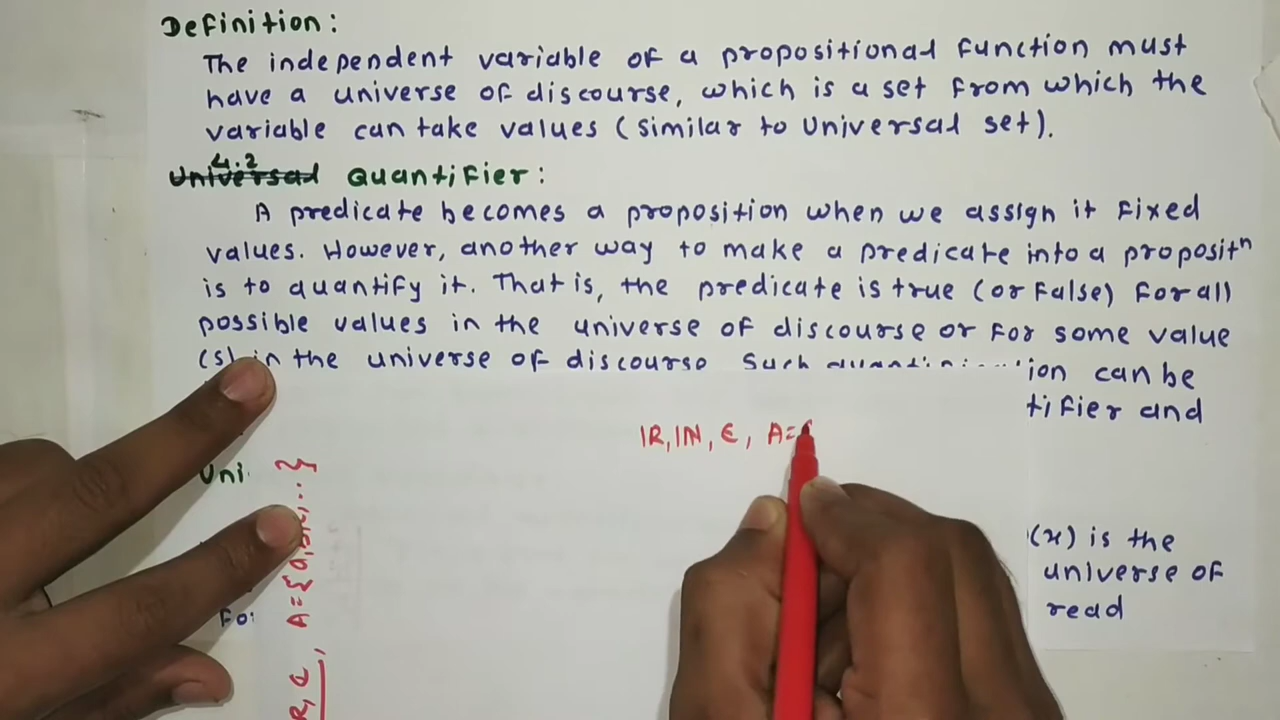 Definition:
The independent variable of a propositional function must
have a universe of discourse, which is a set from which the
variable can take values (similar to Universal set).
4.2
Universal Quantifier:
A predicate becomes a proposition when we assign it fixed
values. However, another way to make a predicate into a propositn
is to quantify it. That is, the predicate is true (or False) For all
possible values in the universe of discourse or for some value
(s) in the universe of discourse Such
ion can be
tifier and
ℝ, ℕ, ∈, A=
Uni
(x) is the
universe of
Fo
read
A={a,b,c,..}
R, ∈,